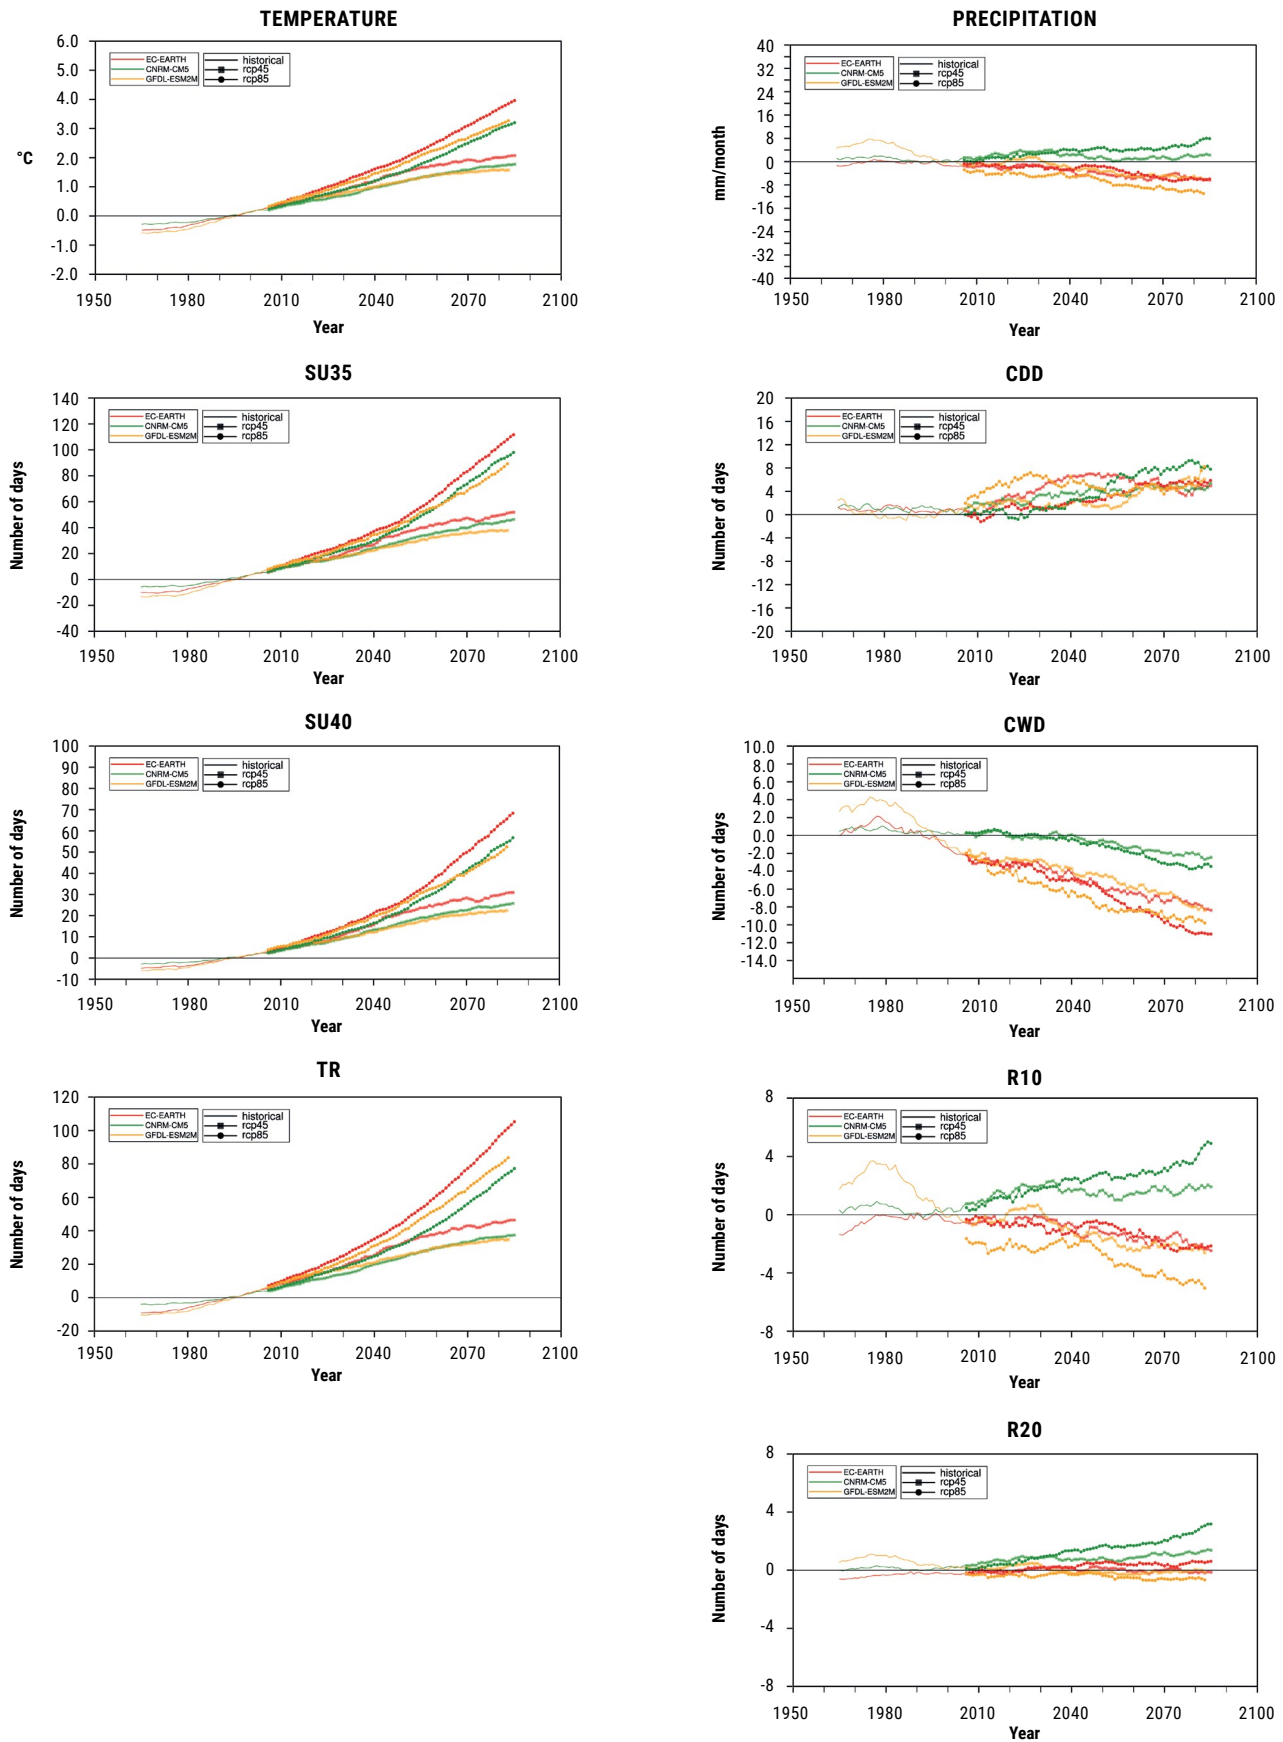 TEMPERATURE
6.0
5.0
4.0
3.0
2.0
1.0
0.0
-1.0
-2.0
°C
EC-EARTH
CNRM-CM5
GFDL-ESM2M
historical
rcp45
rcp85
1950 1980 2010 2040 2070 2100
Year
PRECIPITATION
40
32
24
16
8
0
-8
-16
-24
-32
-40
mm/month
EC-EARTH
CNRM-CM5
GFDL-ESM2M
historical
rcp45
rcp85
1950 1980 2010 2040 2070 2100
Year
SU35
140
120
100
80
60
40
20
0
-20
-40
Number of days
EC-EARTH
CNRM-CM5
GFDL-ESM2M
historical
rcp45
rcp85
1950 1980 2010 2040 2070 2100
Year
CDD
20
16
12
8
4
0
-4
-8
-12
-16
-20
Number of days
EC-EARTH
CNRM-CM5
GFDL-ESM2M
historical
rcp45
rcp85
1950 1980 2010 2040 2070 2100
Year
SU40
100
90
80
70
60
50
40
30
20
10
0
-10
Number of days
EC-EARTH
CNRM-CM5
GFDL-ESM2M
historical
rcp45
rcp85
1950 1980 2010 2040 2070 2100
Year
CWD
10.0
8.0
6.0
4.0
2.0
0.0
-2.0
-4.0
-6.0
-8.0
-10.0
-12.0
-14.0
Number of days
EC-EARTH
CNRM-CM5
GFDL-ESM2M
historical
rcp45
rcp85
1950 1980 2010 2040 2070 2100
Year
TR
120
100
80
60
40
20
0
-20
Number of days
EC-EARTH
CNRM-CM5
GFDL-ESM2M
historical
rcp45
rcp85
1950 1980 2010 2040 2070 2100
Year
R10
8
4
0
-4
-8
Number of days
EC-EARTH
CNRM-CM5
GFDL-ESM2M
historical
rcp45
rcp85
1950 1980 2010 2040 2070 2100
Year
R20
8
4
0
-4
-8
Number of days
EC-EARTH
CNRM-CM5
GFDL-ESM2M
historical
rcp45
rcp85
1950 1980 2010 2040 2070 2100
Year